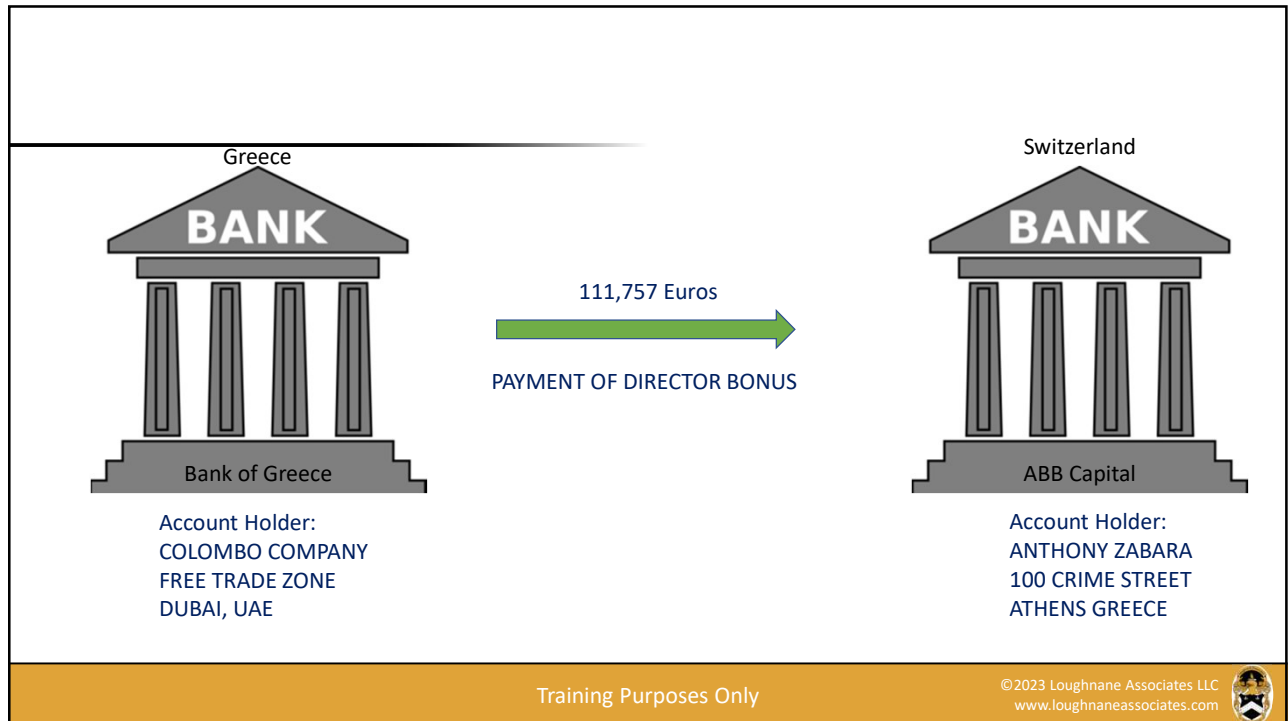 Greece
BANK
Bank of Greece
Account Holder:
COLOMBO COMPANY
FREE TRADE ZONE
DUBAI, UAE
111,757 Euros
PAYMENT OF DIRECTOR BONUS
Switzerland
BANK
ABB Capital
Account Holder:
ANTHONY ZABARA
100 CRIME STREET
ATHENS GREECE
Training Purposes Only
©2023 Loughnane Associates LLC
www.loughnaneassociates.com